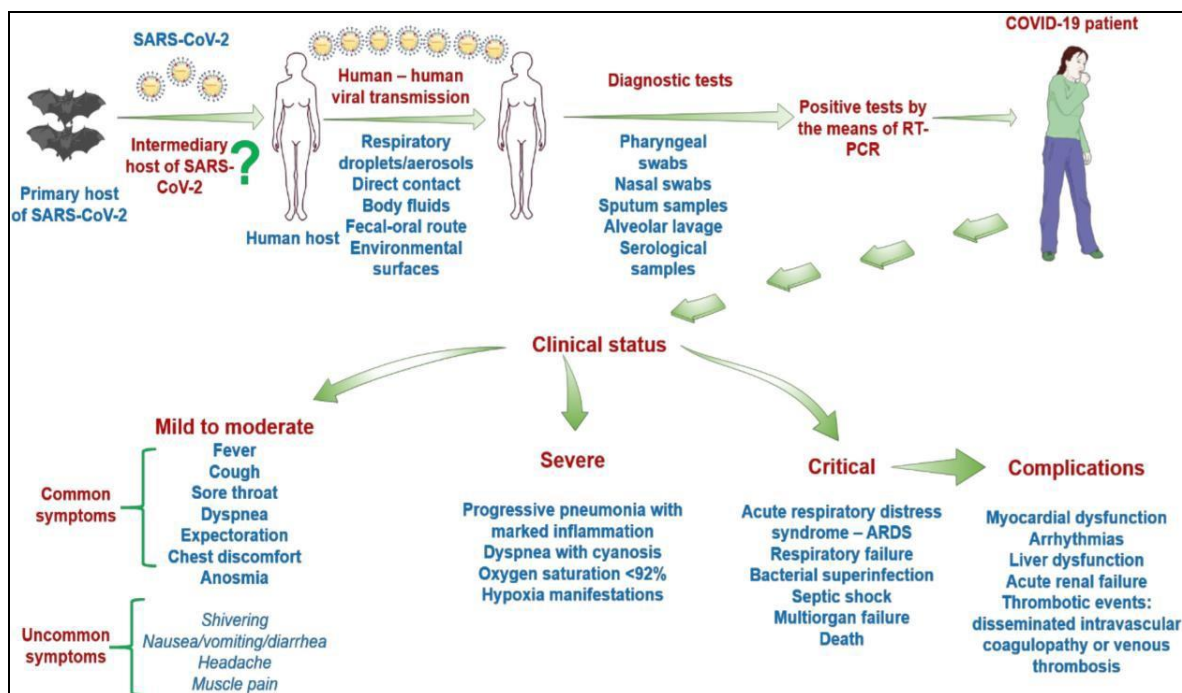 SARS-CoV-2
COVID-19 patient
Human – human
viral transmission
Diagnostic tests
Positive tests by
the means of RT-
PCR
Intermediary
host of SARS-
CoV-2
?
Primary host
of SARS-CoV-2
Human host
Respiratory
droplets/aerosols
Direct contact
Body fluids
Fecal-oral route
Environmental
surfaces
Pharyngeal
swabs
Nasal swabs
Sputum samples
Alveolar lavage
Serological
samples
Clinical status
Mild to moderate
Common
symptoms
Fever
Cough
Sore throat
Dyspnea
Expectoration
Chest discomfort
Anosmia
Uncommon
symptoms
Shivering
Nausea/vomiting/diarrhea
Headache
Muscle pain
Severe
Progressive pneumonia with
marked inflammation
Dyspnea with cyanosis
Oxygen saturation <92%
Hypoxia manifestations
Critical
Acute respiratory distress
syndrome – ARDS
Respiratory failure
Bacterial superinfection
Septic shock
Multiorgan failure
Death
Complications
Myocardial dysfunction
Arrhythmias
Liver dysfunction
Acute renal failure
Thrombotic events:
disseminated intravascular
coagulopathy or venous
thrombosis